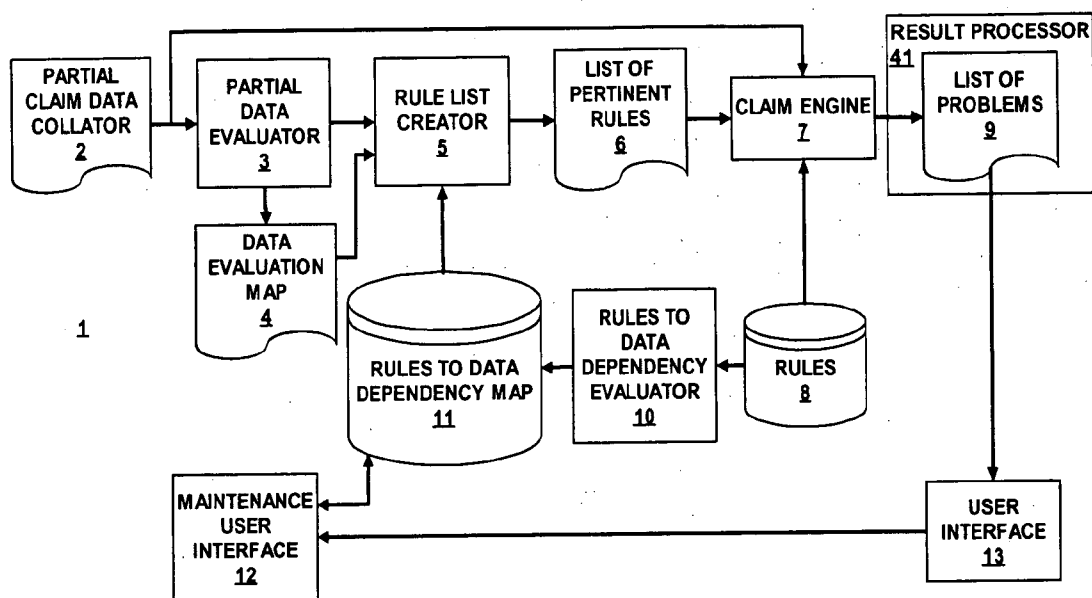 PARTIAL
CLAIM DATA
COLLATOR
2
PARTIAL
DATA
EVALUATOR
3
DATA
EVALUATION
MAP
4
RULE LIST
CREATOR
5
LIST OF
PERTINENT
RULES
6
CLAIM ENGINE
7
RESULT PROCESSOR
41
LIST OF
PROBLEMS
9
1
RULES TO DATA
DEPENDENCY MAP
11
RULES TO
DATA
DEPENDENCY
EVALUATOR
10
RULES
8
MAINTENANCE
USER
INTERFACE
12
USER
INTERFACE
13